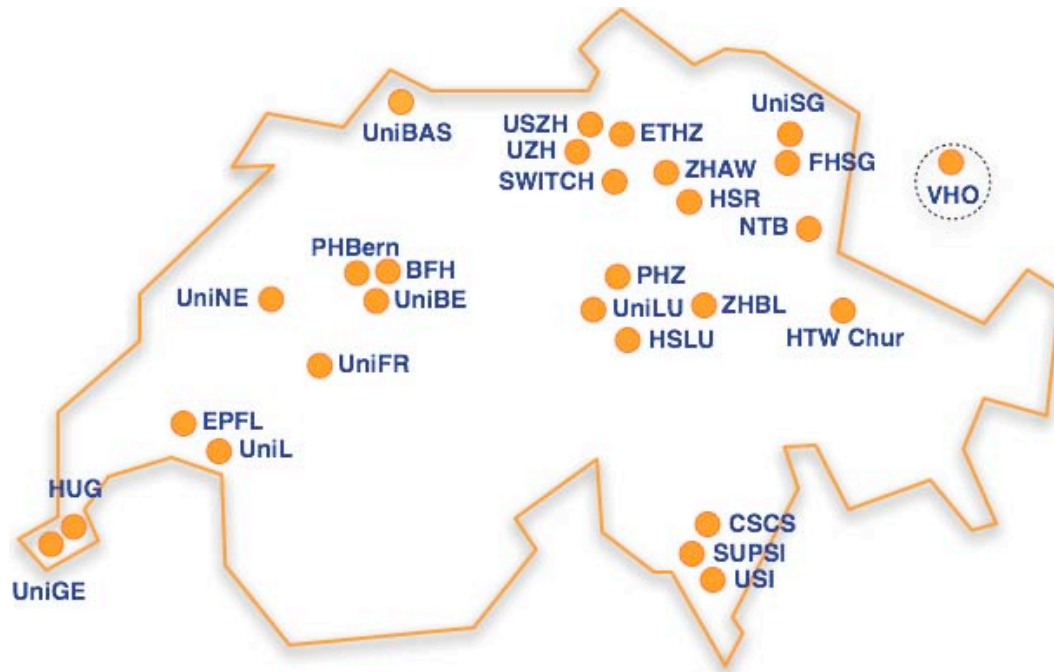 UniSG
UniBAS
USZH
ETHZ
UZH
FHSG
ZHAW
SWITCH
VHO
HSR
NTB
PHBern
BFH
PHZ
UniNE
UniBE
UniLU
ZHBL
HSLU
HTW Chur
UniFR
EPFL
UniL
HUG
CSCS
SUPSI
USI
UniGE